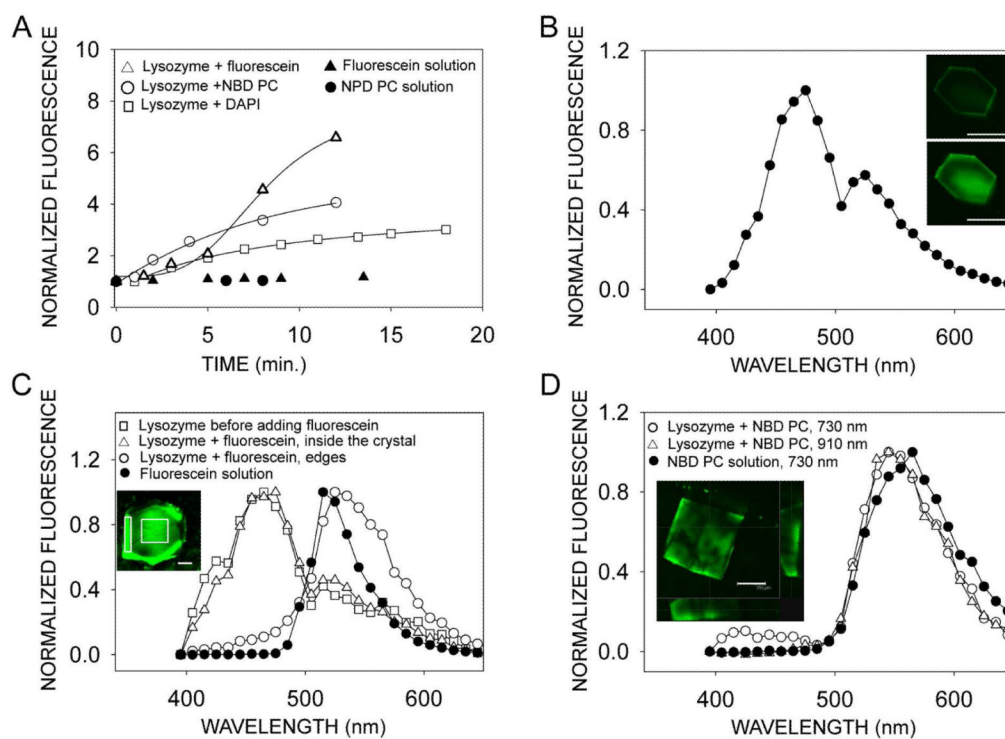 A
NORMALIZED FLUORESCENCE
10
8
6
4
2
0
Lysozyme + fluorescein
Lysozyme +NBD PC
Lysozyme + DAPI
Fluorescein solution
NPD PC solution
0 5 10 15 20
TIME (min.)
B
NORMALIZED FLUORESCENCE
1.2
0.8
0.4
0.0
400 500 600
WAVELENGTH (nm)
C
NORMALIZED FLUORESCENCE
Lysozyme before adding fluorescein
Lysozyme + fluorescein, inside the crystal
Lysozyme + fluorescein, edges
Fluorescein solution
1.2
0.8
0.4
0.0
400 500 600
WAVELENGTH (nm)
D
NORMALIZED FLUORESCENCE
Lysozyme + NBD PC, 730 nm
Lysozyme + NBD PC, 910 nm
NBD PC solution, 730 nm
1.2
0.8
0.4
0.0
400 500 600
WAVELENGTH (nm)